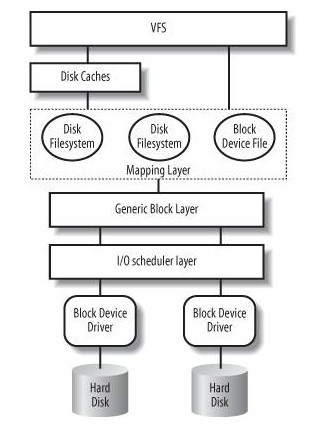 VFS
Disk Caches
Disk
Filesystem
Disk
Filesystem
Block
Device File
Mapping Layer
Generic Block Layer
I/O scheduler layer
Block Device
Driver
Block Device
Driver
Hard
Disk
Hard
Disk